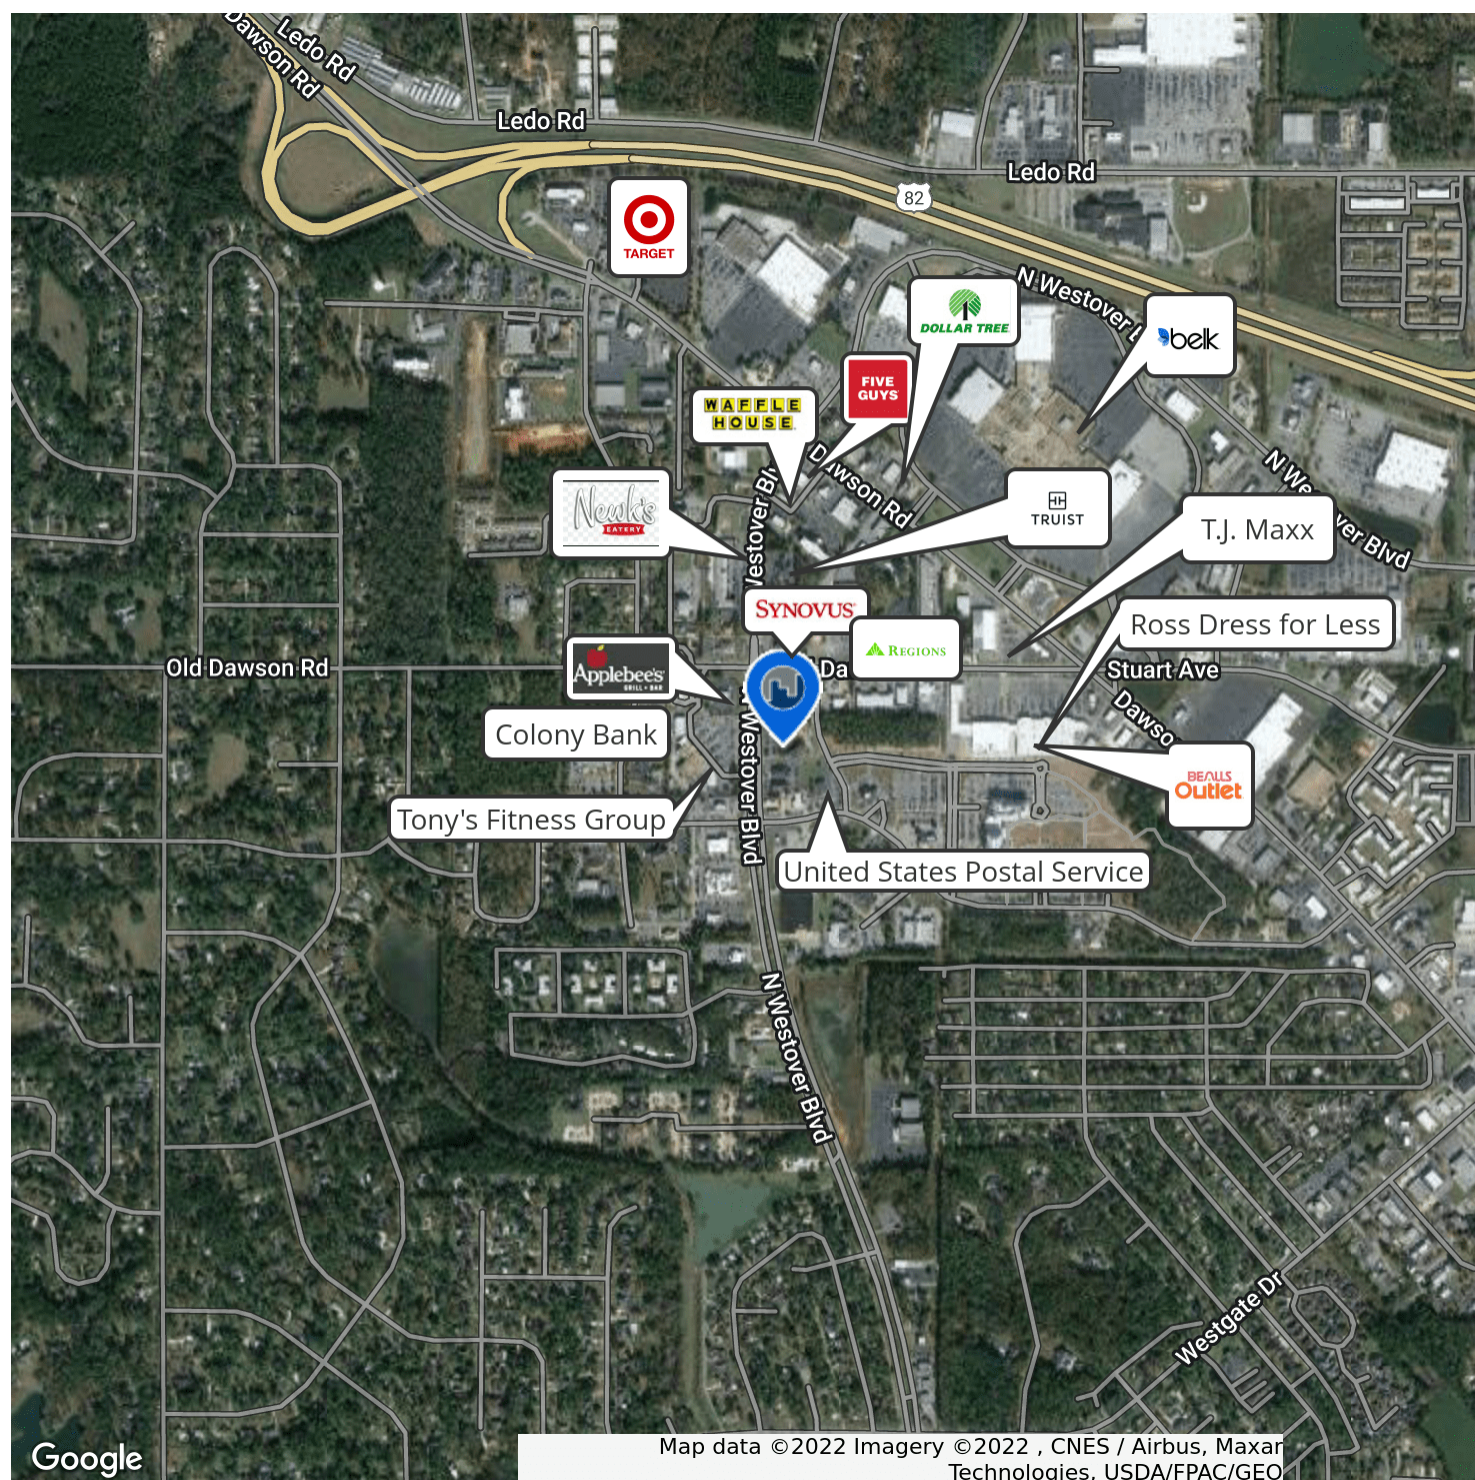 Ledo Rd
Dawson Rd
Ledo Rd
Ledo Rd
82
TARGET
N Westover B
DOLLAR TREE
belk
FIVE
GUYS
WAFFLE
HOUSE
Dawson Rd
N We
ver Blvd
Newk's
EATERY
Westover Bl
TRUIST
T.J. Maxx
SYNOVUS
Ross Dress for Less
REGIONS
Old Dawson Rd
Applebee's
GRILL + BAR
Da
Stuart Ave
Dawso
Colony Bank
N Westover Blvd
BEALLS
Outlet
Tony's Fitness Group
United States Postal Service
N Westover Blvd
Westgate Dr
Google
Map data ©2022 Imagery ©2022 , CNES / Airbus, Maxar
Technologies, USDA/FPAC/GEO